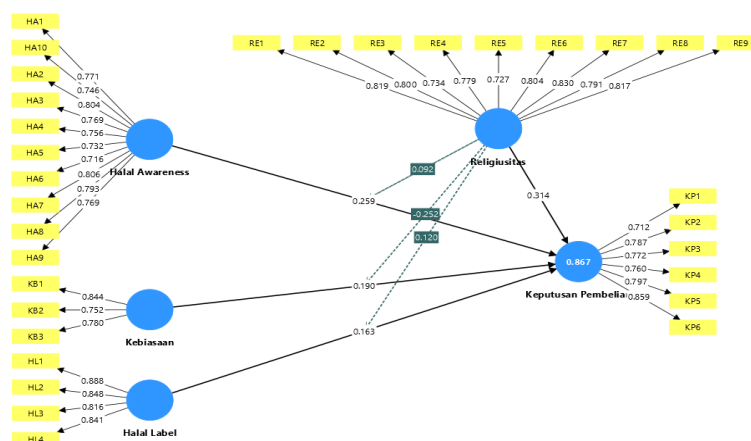 HA1
HA10
HA2
HA3
HA4
HA5
HA6
HA7
HA8
HA9
0.771
0.746
0.804
0.769
0.756
0.732
0.716
0.806
0.793
0.769
Halal Awareness
KB1
KB2
KB3
0.844
0.752
0.780
Kebiasaan
HL1
HL2
HL3
HL4
0.888
0.848
0.816
0.841
Halal Label
RE1 RE2 RE3 RE4 RE5 RE6 RE7 RE8 RE9
0.819 0.800 0.734 0.779 0.727 0.804 0.830 0.791 0.817
Religiusitas
0.092
0.259
-0.252
0.120
0.314
0.190
0.163
0.867
Keputusan Pembelia
0.712
0.787
0.772
0.760
0.797
0.859
KP1
KP2
KP3
KP4
KP5
KP6